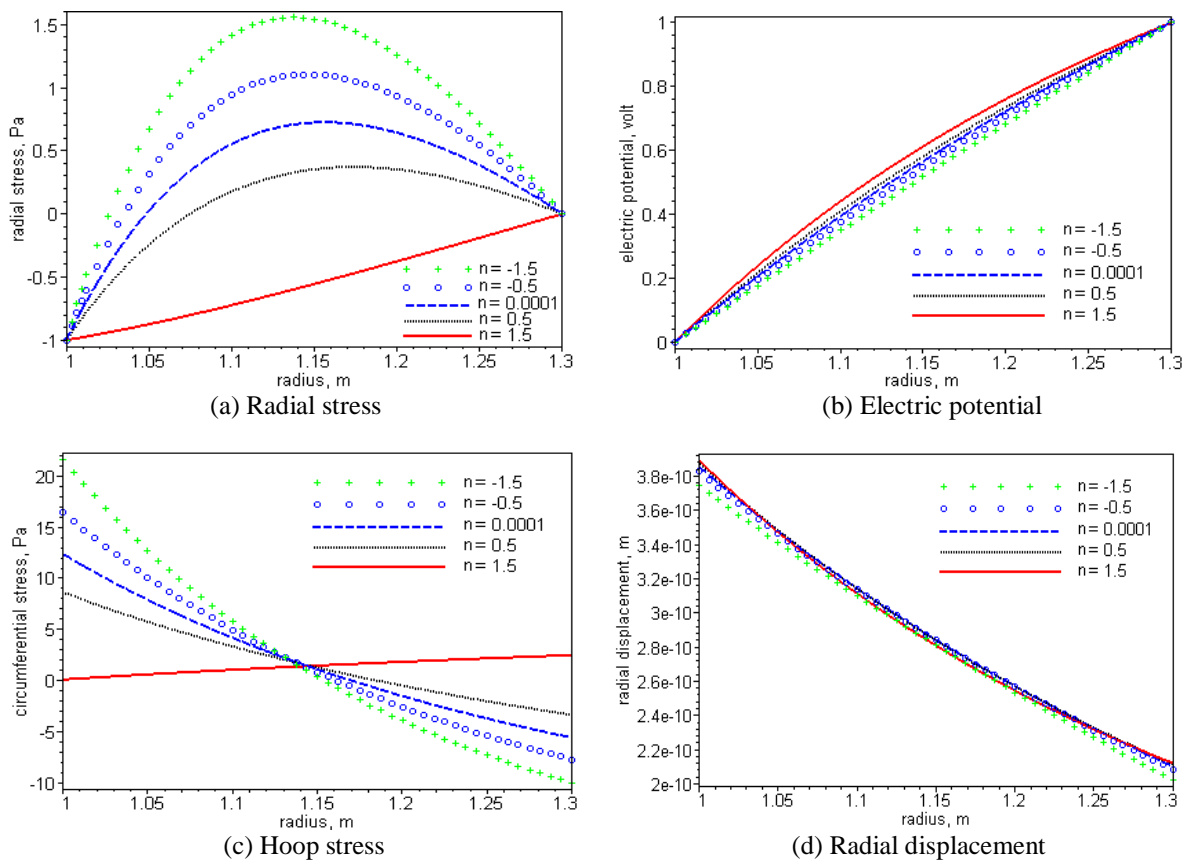 1.5
1
0.5
0
-0.5
-1
radial stress, Pa
n = -1.5
n = -0.5
n = 0.0001
n = 0.5
n = 1.5
1 1.05 1.1 1.15 1.2 1.25 1.3
radius, m
(a) Radial stress
1
0.8
0.6
0.4
0.2
0
electric potential, volt
n = -1.5
n = -0.5
n = 0.0001
n = 0.5
n = 1.5
1 1.05 1.1 1.15 1.2 1.25 1.3
radius, m
(b) Electric potential
20
15
10
5
0
-5
-10
circumferential stress, Pa
n = -1.5
n = -0.5
n = 0.0001
n = 0.5
n = 1.5
1 1.05 1.1 1.15 1.2 1.25 1.3
radius, m
(c) Hoop stress
3.8e-10
3.6e-10
3.4e-10
3.2e-10
3e-10
2.8e-10
2.6e-10
2.4e-10
2.2e-10
2e-10
radial displacement, m
n = -1.5
n = -0.5
n = 0.0001
n = 0.5
n = 1.5
1 1.05 1.1 1.15 1.2 1.25 1.3
radius, m
(d) Radial displacement